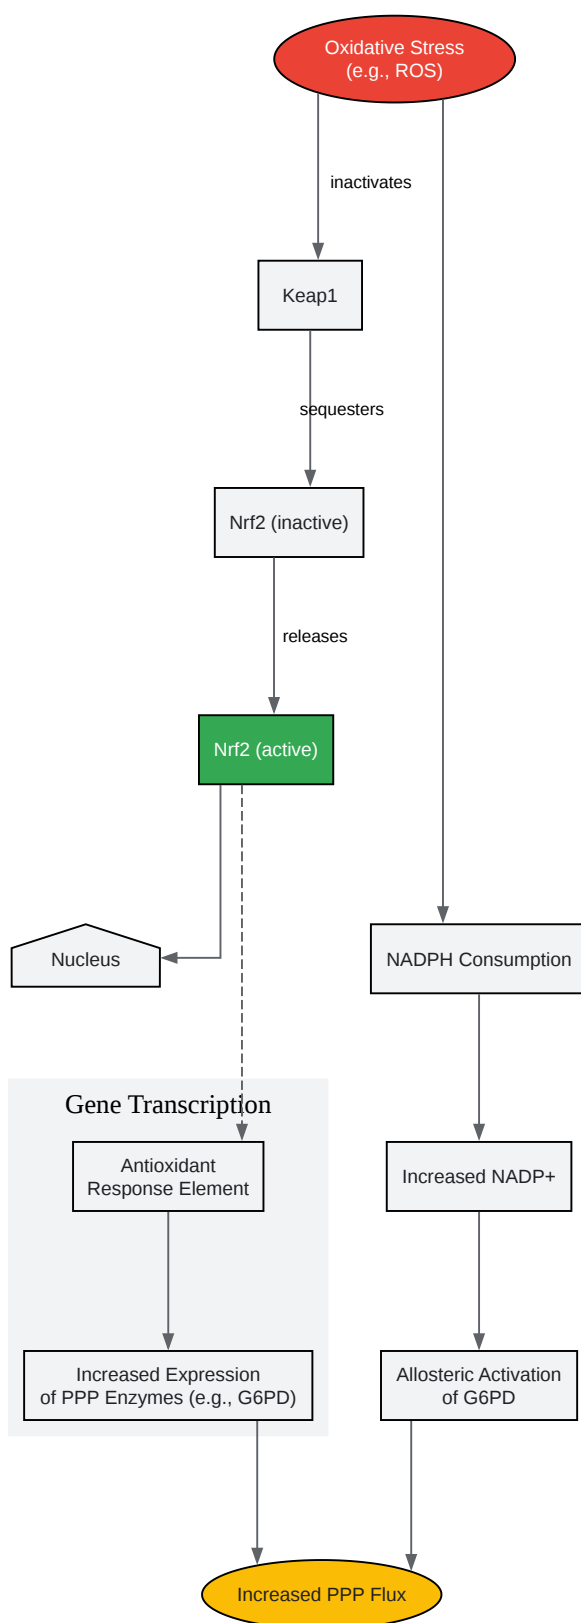 Oxidative Stress
(e.g., ROS)
inactivates
Keap1
sequesters
Nrf2 (inactive)
releases
Nrf2 (active)
Nucleus
NADPH Consumption
Gene Transcription
Antioxidant
Response Element
Increased NADP+
Increased Expression
of PPP Enzymes (e.g., G6PD)
Allosteric Activation
of G6PD
Increased PPP Flux